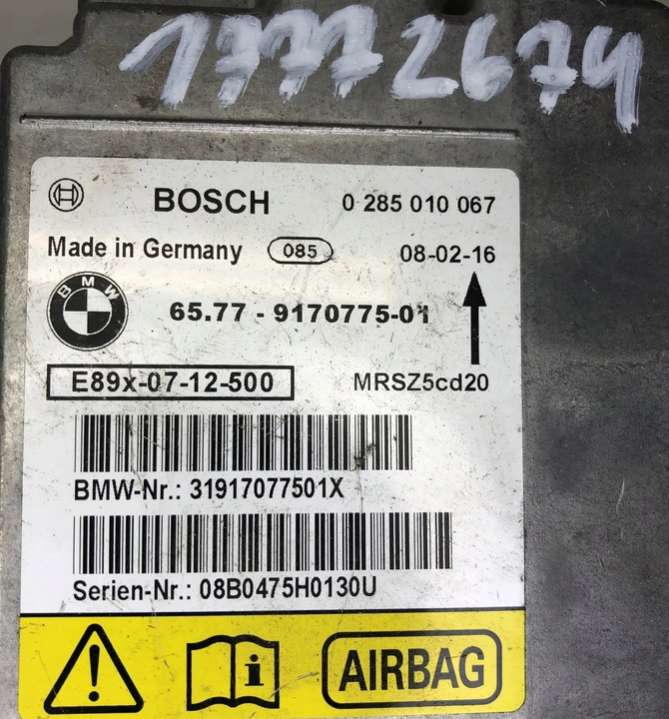 17772674
BOSCH 0 285 010 067
Made in Germany 085 08-02-16
BMW
65.77 - 9170775-01
E89x-07-12-500 MRSZ5cd20
BMW-Nr.: 31917077501X
Serien-Nr.: 08B0475H0130U
AIRBAG